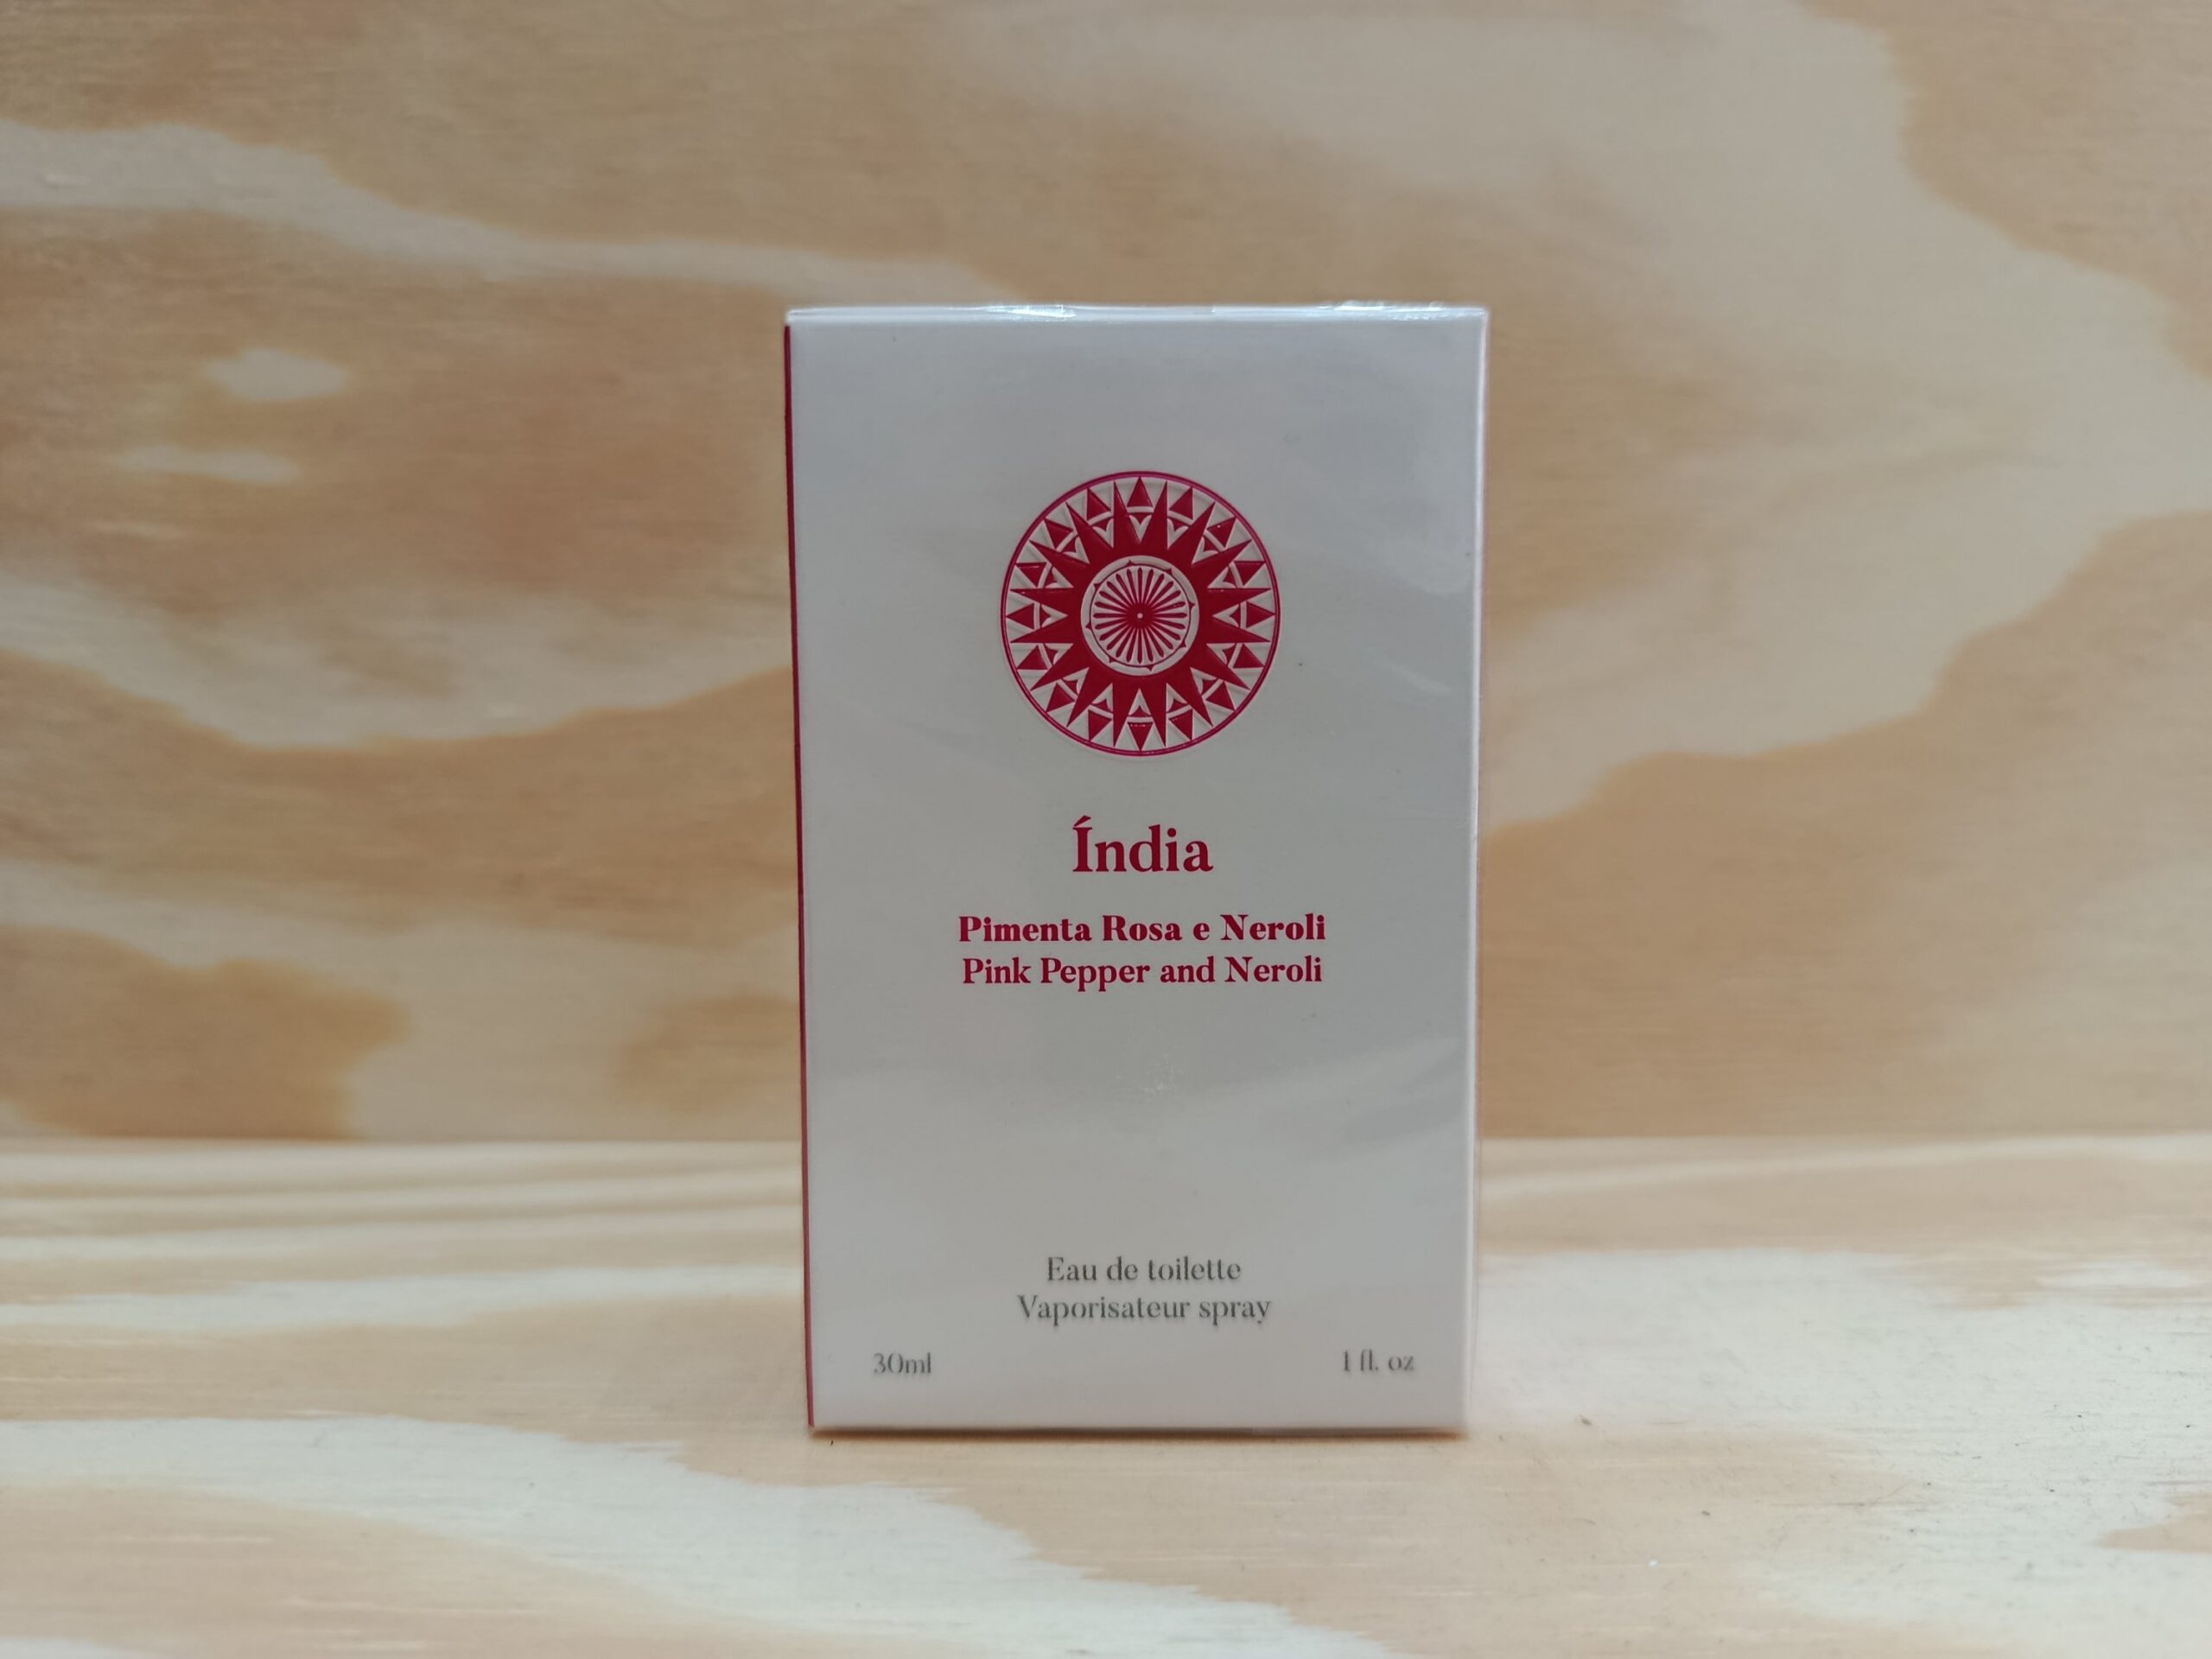 Índia
Pimenta Rosa e Neroli
Pink Pepper and Neroli
Eau de toilette
Vaporisateur spray
30ml
1 fl. oz